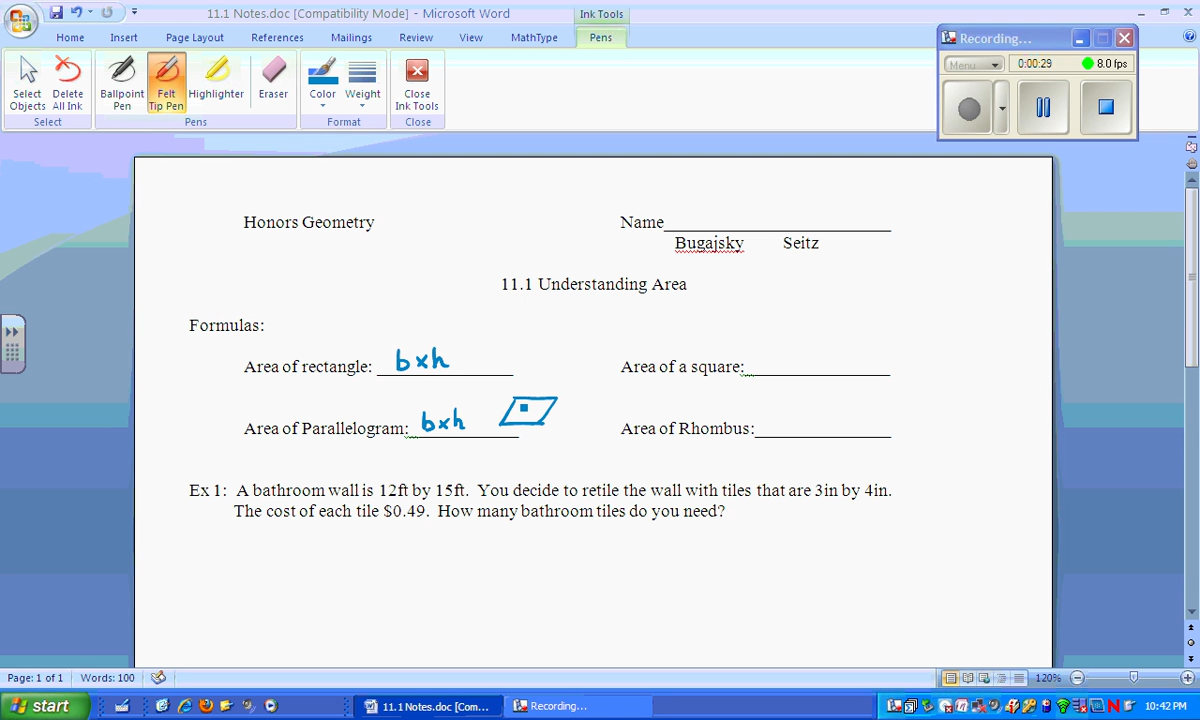 11.1 Notes.doc [Compatibility Mode] - Microsoft Word
Ink Tools
Home Insert Page Layout References Mailings Review View MathType Pens
Select Objects
Delete All Ink
Ballpoint Pen
Felt Tip Pen
Highlighter
Eraser
Color
Weight
Close Ink Tools
Select Pens Format Close
Recording...
Menu 0:00:29 8.0 fps
Honors Geometry Name
Bugajsky Seitz
11.1 Understanding Area
Formulas:
Area of rectangle: b×h Area of a square:
Area of Parallelogram: b×h Area of Rhombus:
Ex 1: A bathroom wall is 12ft by 15ft. You decide to retile the wall with tiles that are 3in by 4in.
The cost of each tile $0.49. How many bathroom tiles do you need?
Page: 1 of 1 Words: 100 120%
start 11.1 Notes.doc [Com... Recording... 10:42 PM